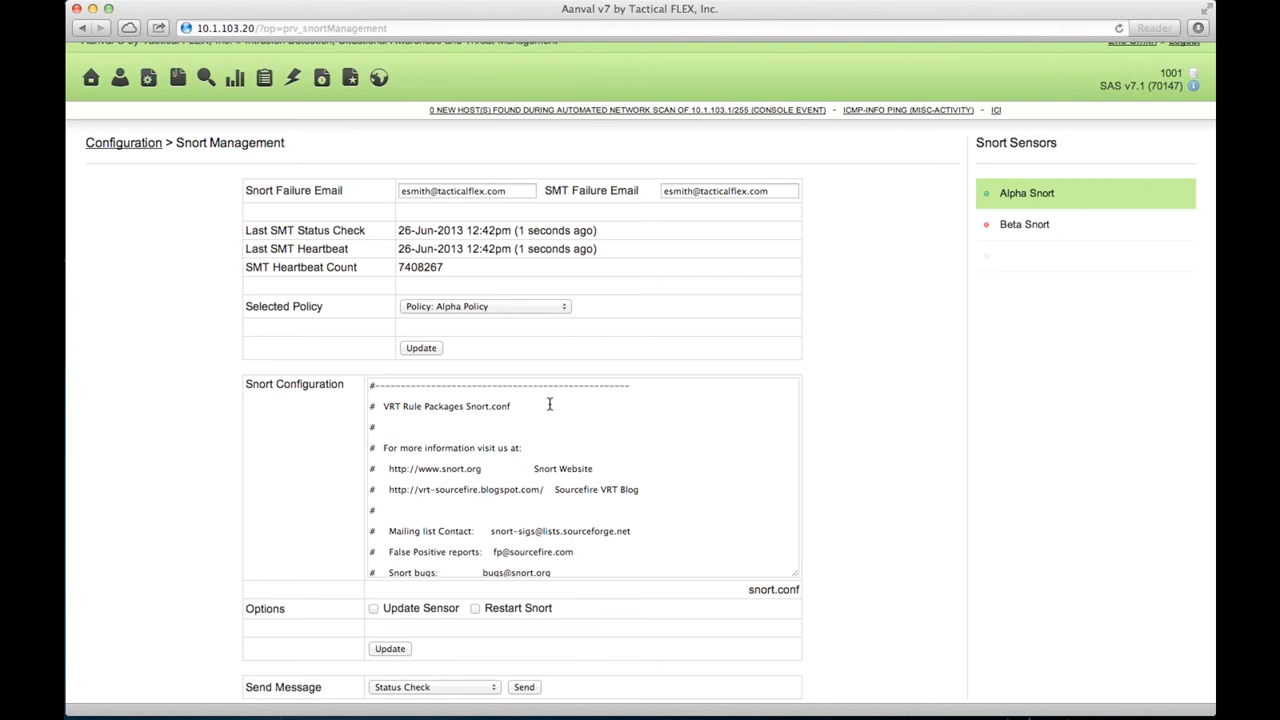 Aanval v7 by Tactical FLEX, Inc.
10.1.103.20/?op=prv_snortManagement
Reader
Eric Smith Logout
1001
SAS v7.1 (70147)
0 NEW HOST(S) FOUND DURING AUTOMATED NETWORK SCAN OF 10.1.103.1/255 (CONSOLE EVENT) - ICMP-INFO PING (MISC-ACTIVITY) - ICI
Configuration > Snort Management
Snort Sensors
Snort Failure Email esmith@tacticalflex.com SMT Failure Email esmith@tacticalflex.com
Alpha Snort
Beta Snort
Last SMT Status Check 26-Jun-2013 12:42pm (1 seconds ago)
Last SMT Heartbeat 26-Jun-2013 12:42pm (1 seconds ago)
SMT Heartbeat Count 7408267
Selected Policy Policy: Alpha Policy
Update
Snort Configuration
#--------------------------------------------------
# VRT Rule Packages Snort.conf
#
# For more information visit us at:
# http://www.snort.org Snort Website
# http://vrt-sourcefire.blogspot.com/ Sourcefire VRT Blog
#
# Mailing list Contact: snort-sigs@lists.sourceforge.net
# False Positive reports: fp@sourcefire.com
# Snort bugs: bugs@snort.org
snort.conf
Options Update Sensor Restart Snort
Update
Send Message Status Check Send